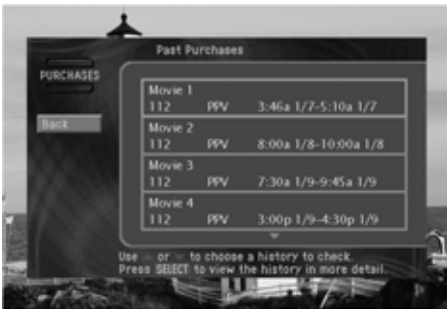 Past Purchases
PURCHASES
Back
Movie 1
112 PPV 3:46a 1/7-5:10a 1/7
Movie 2
112 PPV 8:00a 1/8-10:00a 1/8
Movie 3
112 PPV 7:30a 1/9-9:45a 1/9
Movie 4
112 PPV 3:00p 1/9-4:30p 1/9
Use or to choose a history to check.
Press SELECT to view the history in more detail.